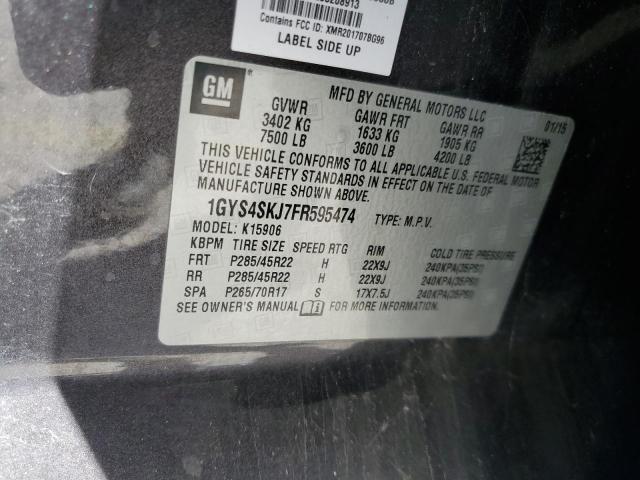 Contains FCC ID: XMR201707BG96
LABEL SIDE UP
GM
MFD BY GENERAL MOTORS LLC
01/15
GVWR GAWR FRT GAWR RR
3402 KG 1633 KG 1905 KG
7500 LB 3600 LB 4200 LB
THIS VEHICLE CONFORMS TO ALL APPLICABLE U.S. FEDERAL MOTOR
VEHICLE SAFETY STANDARDS IN EFFECT ON THE DATE OF
MANUFACTURE SHOWN ABOVE.
1GYS4SKJ7FR595474 TYPE: M.P.V.
MODEL: K15906
KBPM TIRE SIZE SPEED RTG RIM COLD TIRE PRESSURE
FRT P285/45R22 H 22X9J 240KPA(35PSI)
RR P285/45R22 H 22X9J 240KPA(35PSI)
SPA P265/70R17 S 17X7.5J 240KPA(35PSI)
SEE OWNER'S MANUAL FOR MORE INFORMATION.